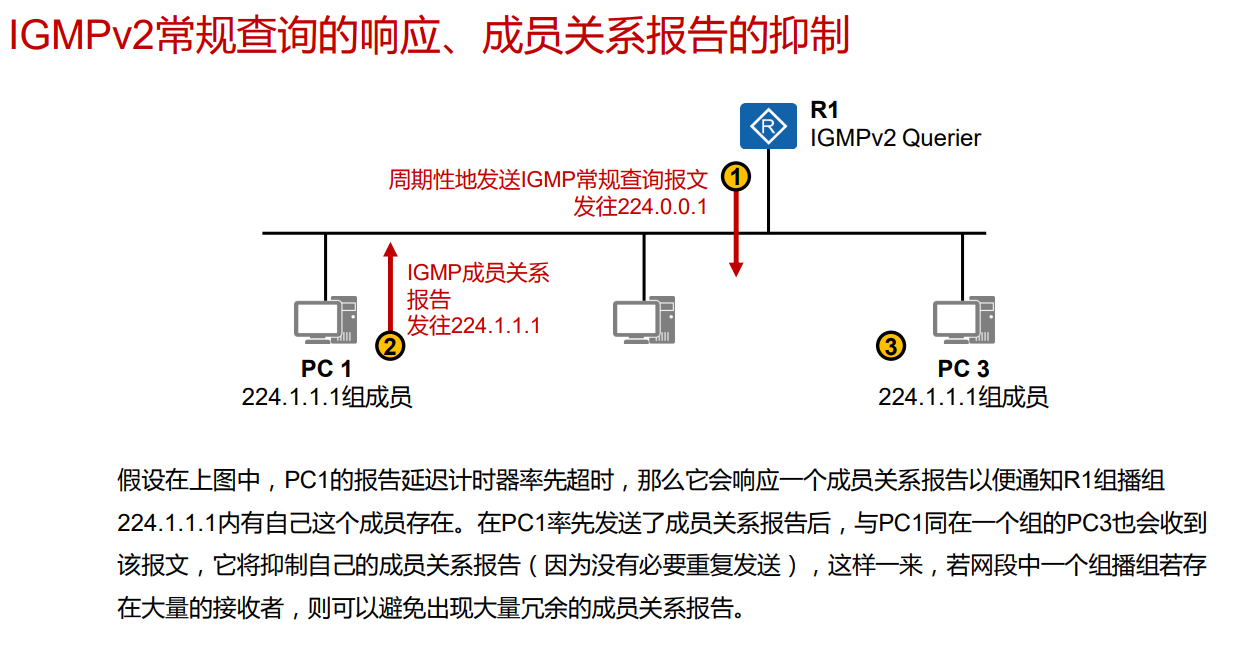 IGMPv2常规查询的响应、成员关系报告的抑制
R
R1
IGMPv2 Querier
周期性地发送IGMP常规查询报文
发往224.0.0.1
1
IGMP成员关系
报告
发往224.1.1.1
2
3
PC 1
224.1.1.1组成员
PC 3
224.1.1.1组成员
假设在上图中，PC1的报告延迟计时器率先超时，那么它会响应一个成员关系报告以便通知R1组播组
224.1.1.1内有自己这个成员存在。在PC1率先发送了成员关系报告后，与PC1同在一个组的PC3也会收到
该报文，它将抑制自己的成员关系报告（因为没有必要重复发送），这样一来，若网段中一个组播组若存
在大量的接收者，则可以避免出现大量冗余的成员关系报告。